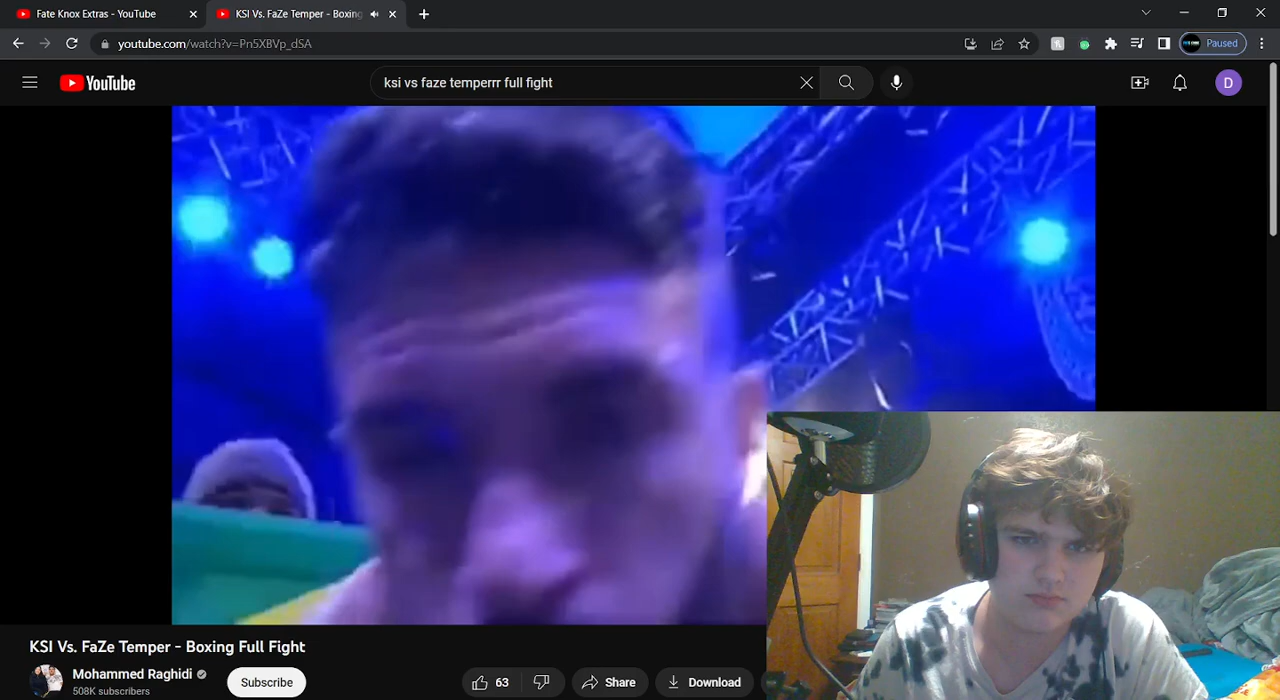 Fate Knox Extras - YouTube
KSI Vs. FaZe Temper - Boxing
youtube.com/watch?v=Pn5XBVp_dSA
Paused
YouTube
ksi vs faze temperrr full fight
D
KSI Vs. FaZe Temper - Boxing Full Fight
Mohammed Raghidi
508K subscribers
Subscribe
63
Share
Download